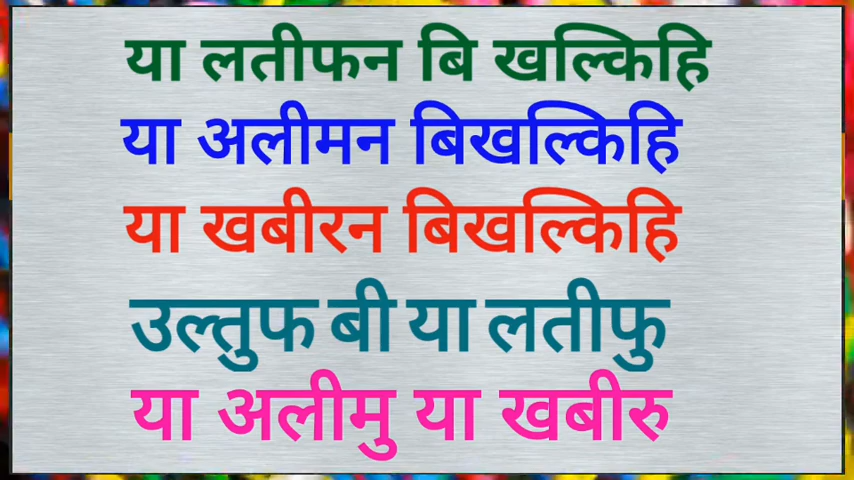 या लतीफन बि खल्किहि
या अलीमन बिखल्किहि
या खबीरन बिखल्किहि
उल्तुफ बी या लतीफु
या अलीमु या खबीरु